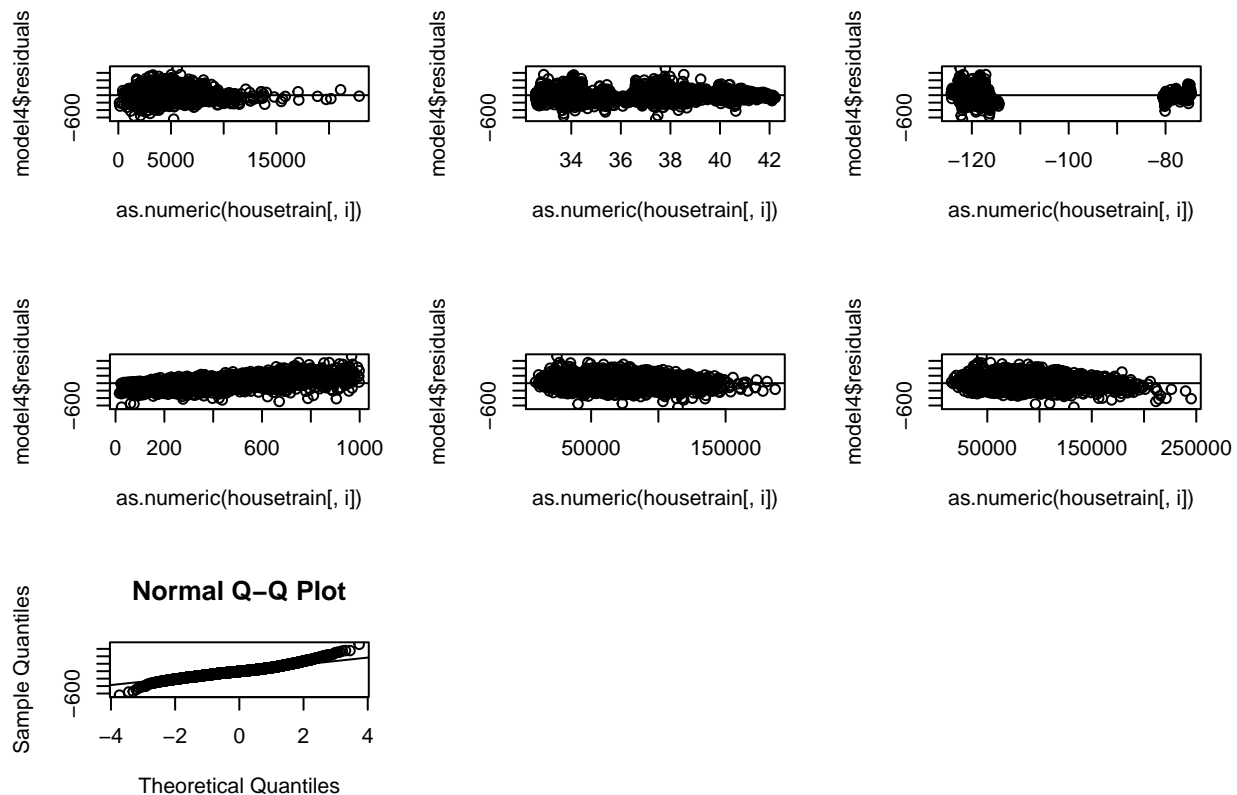 model4$residuals
−600
0 5000 15000
as.numeric(housetrain[, i])
model4$residuals
−600
34 36 38 40 42
as.numeric(housetrain[, i])
model4$residuals
−600
−120 −100 −80
as.numeric(housetrain[, i])
model4$residuals
−600
0 200 600 1000
as.numeric(housetrain[, i])
model4$residuals
−600
50000 150000
as.numeric(housetrain[, i])
model4$residuals
−600
50000 150000 250000
as.numeric(housetrain[, i])
Normal Q−Q Plot
Sample Quantiles
−600
−4 −2 0 2 4
Theoretical Quantiles